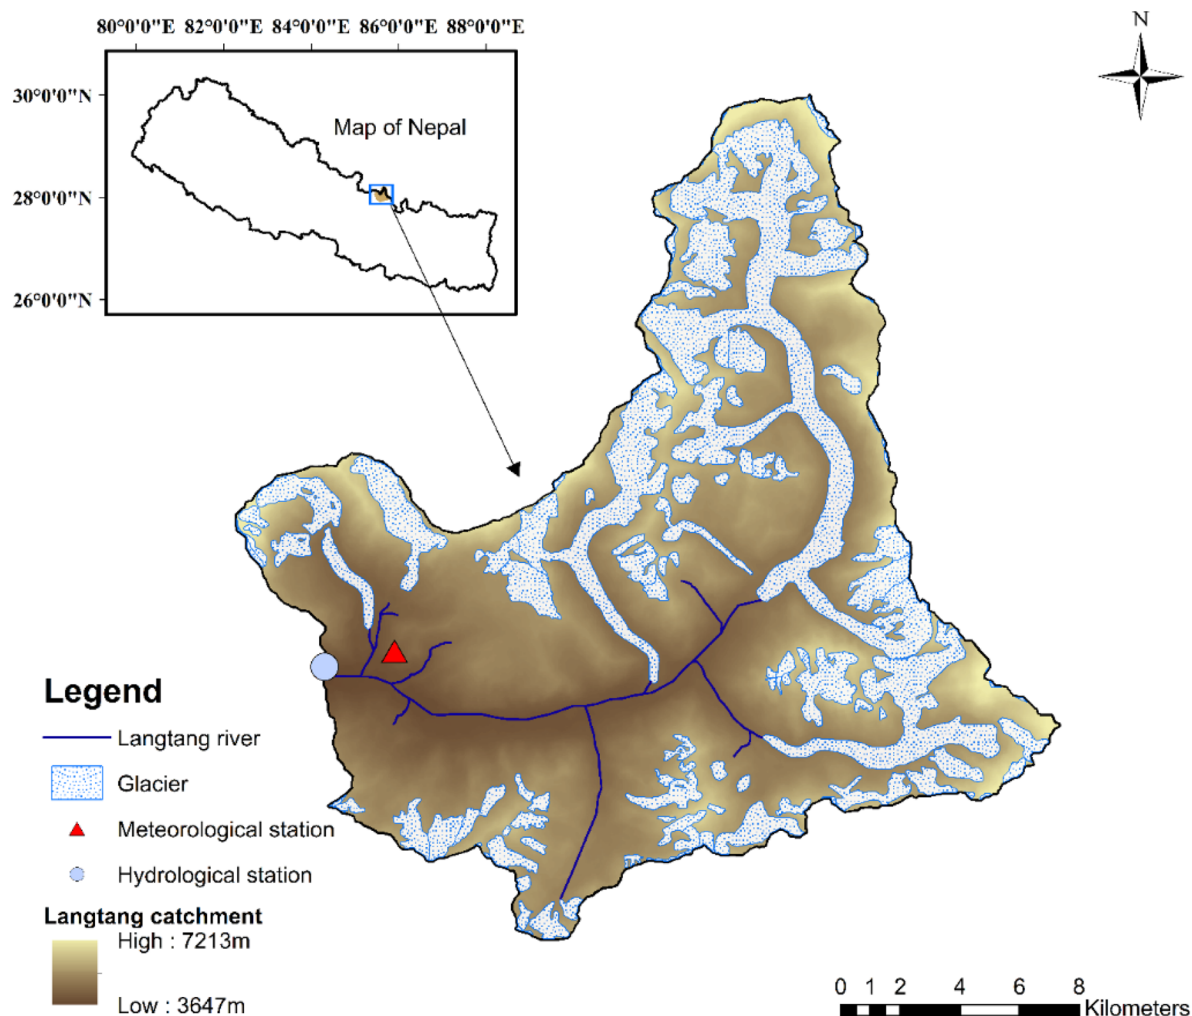 80°0'0"E 82°0'0"E 84°0'0"E 86°0'0"E 88°0'0"E
N
30°0'0"N
Map of Nepal
28°0'0"N
26°0'0"N
Legend
Langtang river
Glacier
Meteorological station
Hydrological station
Langtang catchment
High : 7213m
Low : 3647m
0 1 2 4 6 8
Kilometers